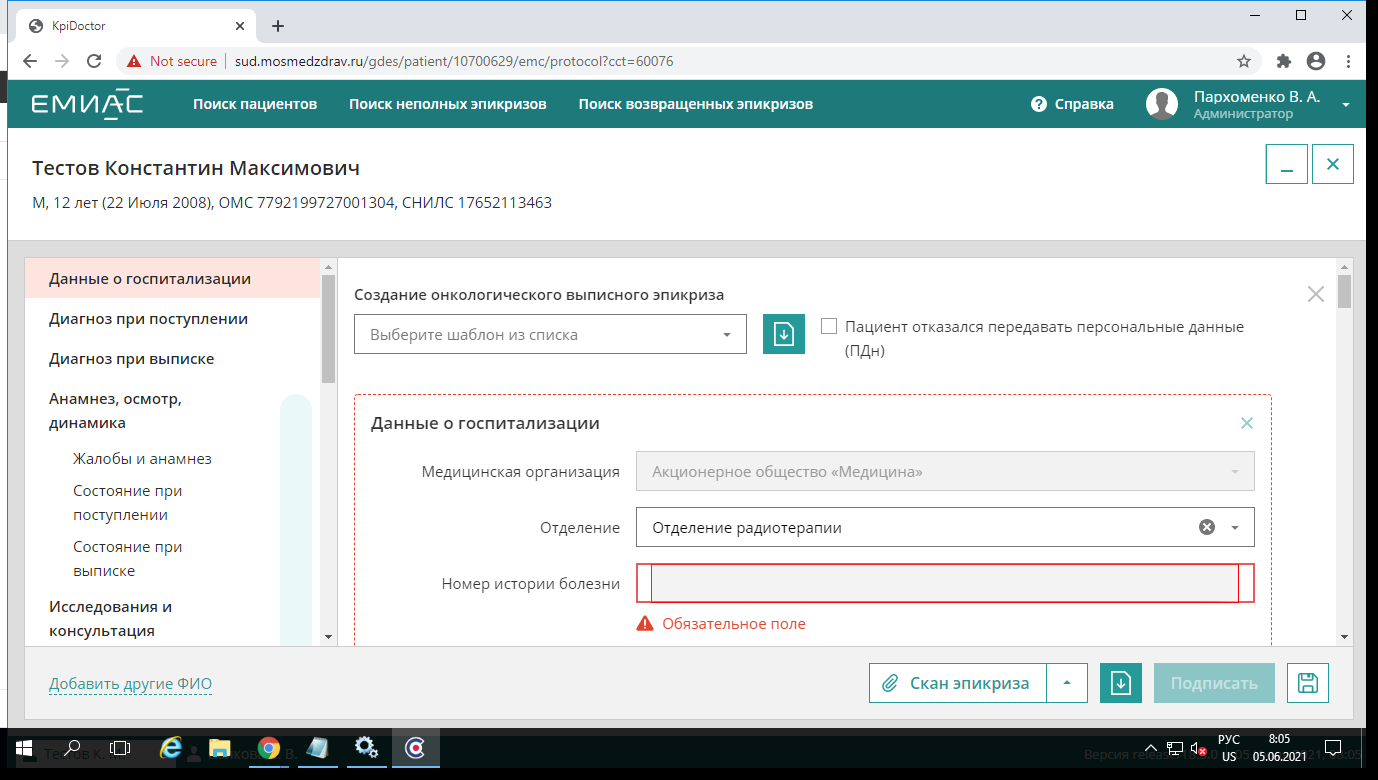 KpiDoctor
Not secure
sud.mosmedzdrav.ru/gdes/patient/10700629/emc/protocol?cct=60076
ЕМИАС
Поиск пациентов
Поиск неполных эпикризов
Поиск возвращенных эпикризов
Справка
Пархоменко В. А.
Администратор
Тестов Константин Максимович
М, 12 лет (22 Июля 2008), ОМС 7792199727001304, СНИЛС 17652113463
Данные о госпитализации
Диагноз при поступлении
Диагноз при выписке
Анамнез, осмотр,
динамика
Жалобы и анамнез
Состояние при
поступлении
Состояние при
выписке
Исследования и
консультация
Создание онкологического выписного эпикриза
Выберите шаблон из списка
Пациент отказался передавать персональные данные
(ПДн)
Данные о госпитализации
Медицинская организация
Акционерное общество «Медицина»
Отделение
Отделение радиотерапии
Номер истории болезни
Обязательное поле
Добавить другие ФИО
Скан эпикриза
Подписать
РУС
US
8:05
05.06.2021